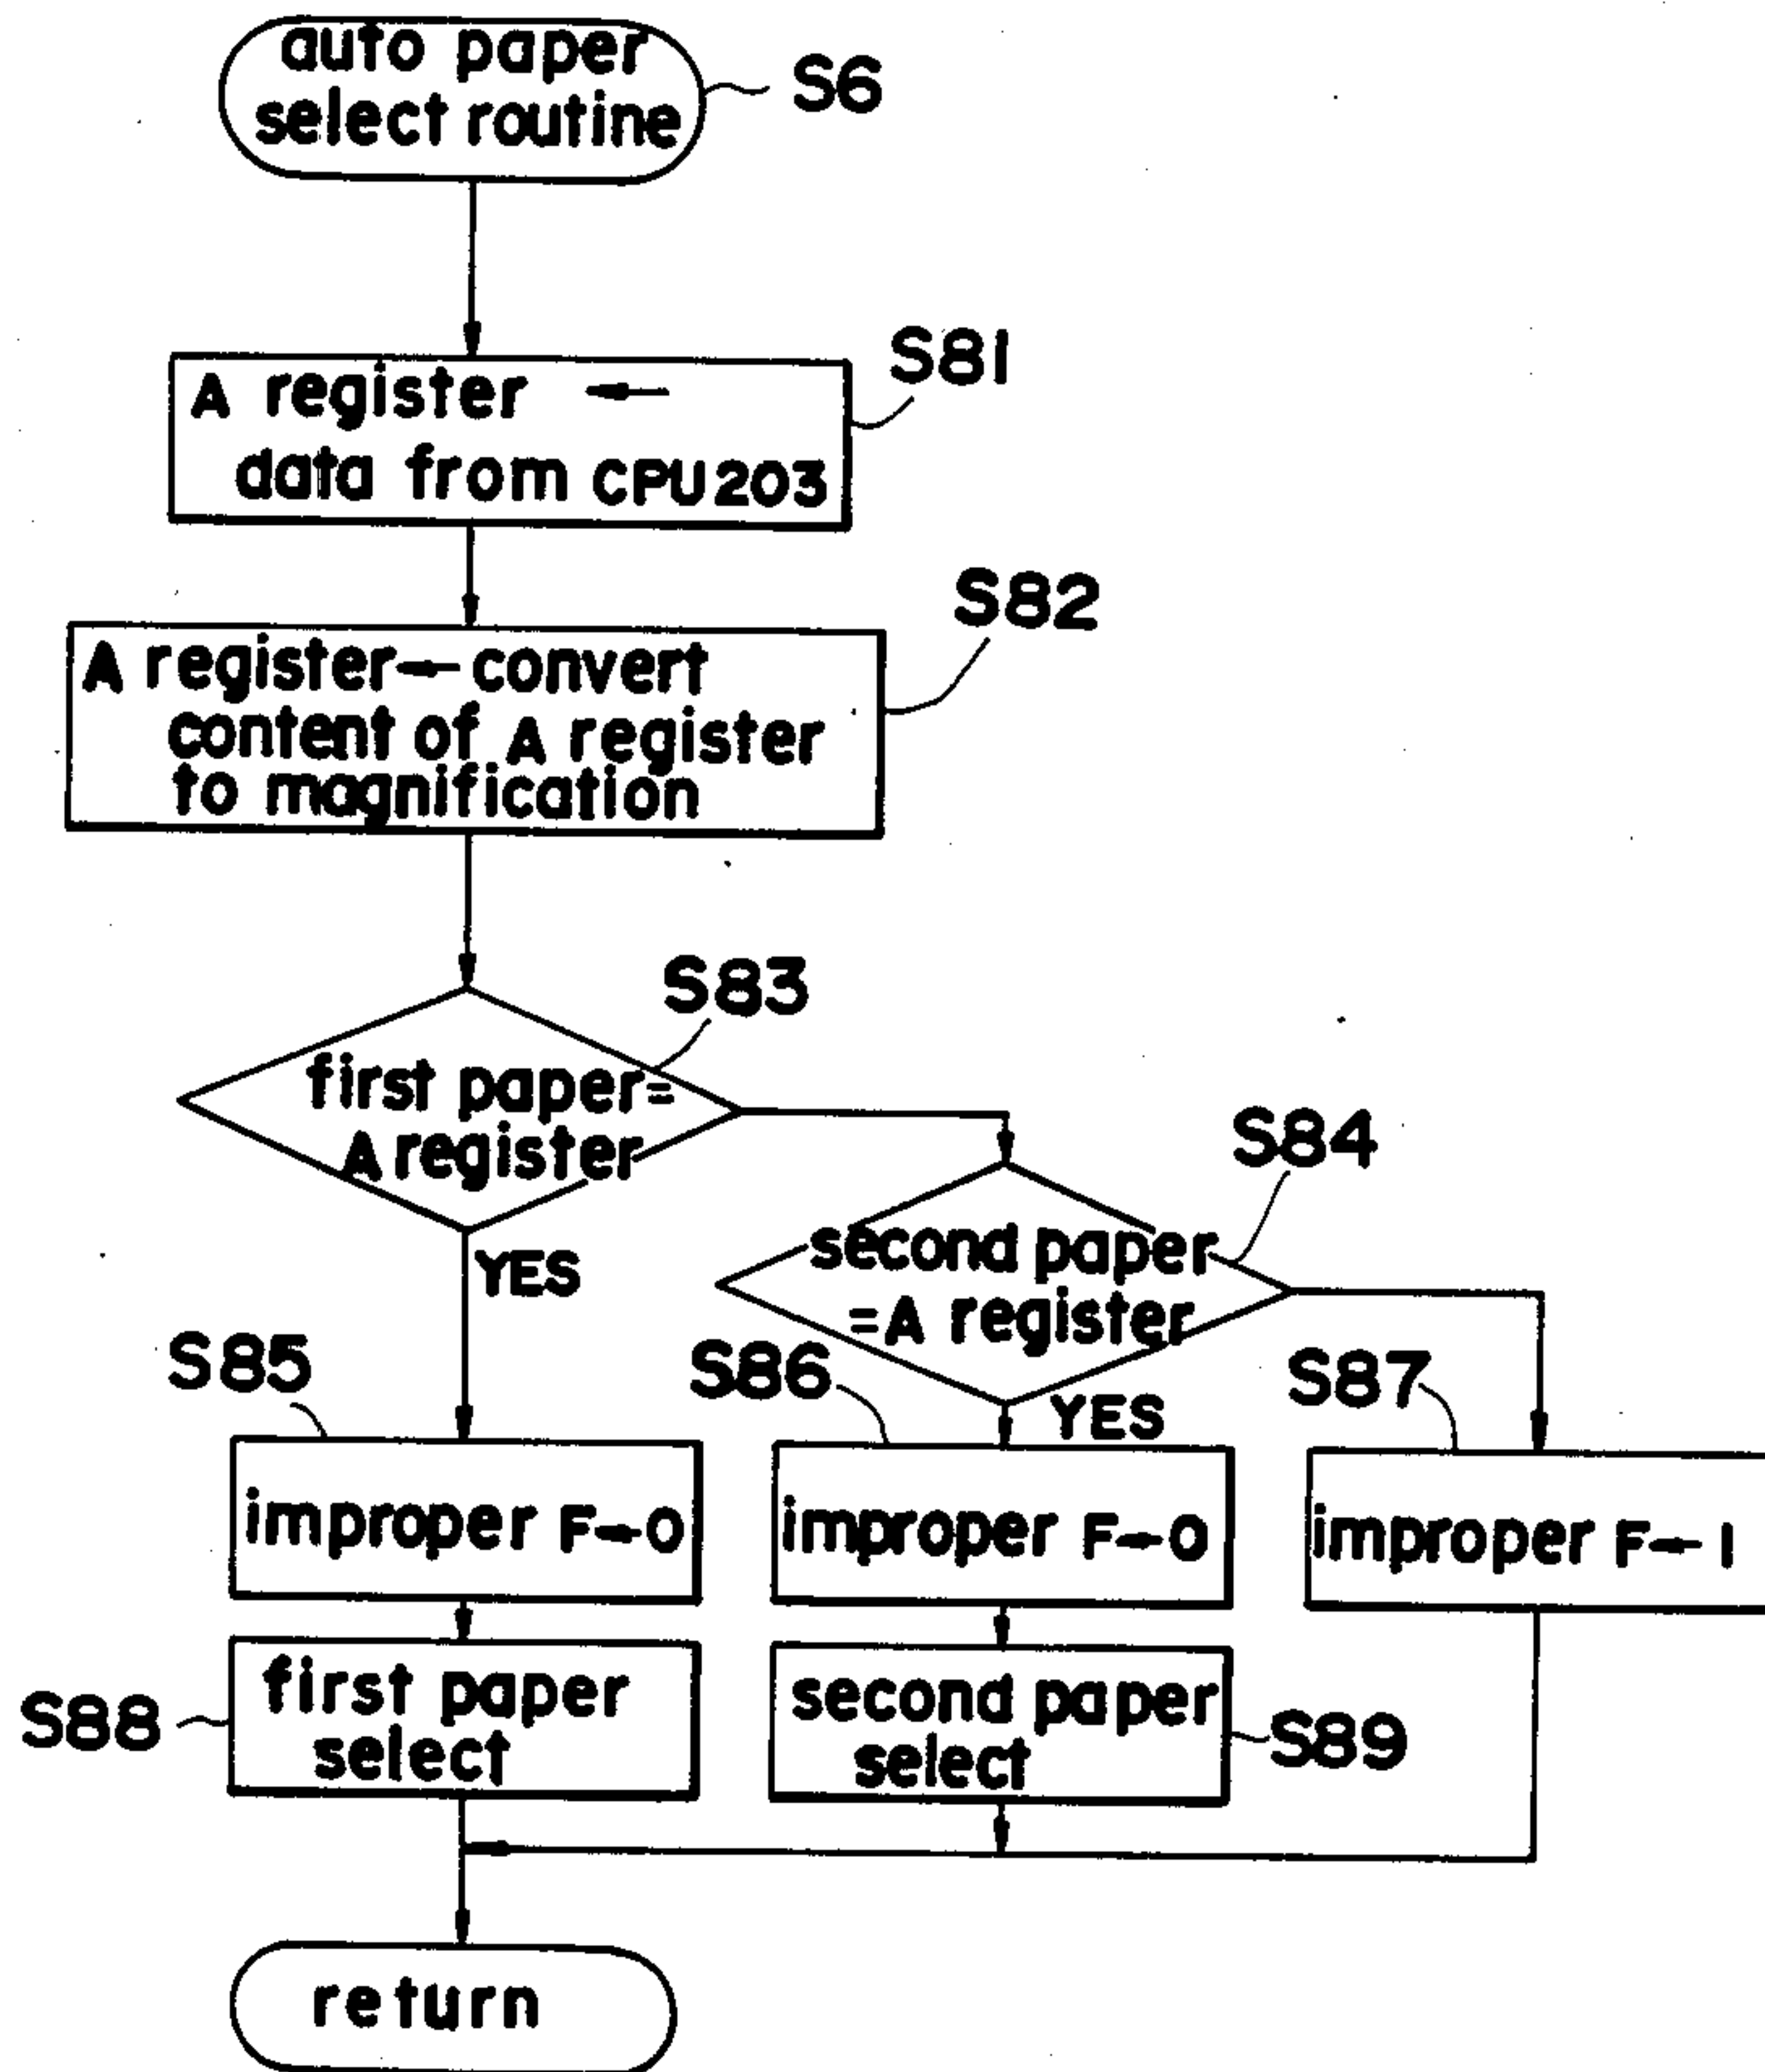 auto paper
select routine
S6
A register ←
data from CPU203
S81
A register ← convert
content of A register
to magnification
S82
first paper=
A register
S83
YES
second paper
=A register
S84
YES
S85
improper F←0
S86
improper F←0
S87
improper F←1
S88
first paper
select
second paper
select
S89
return